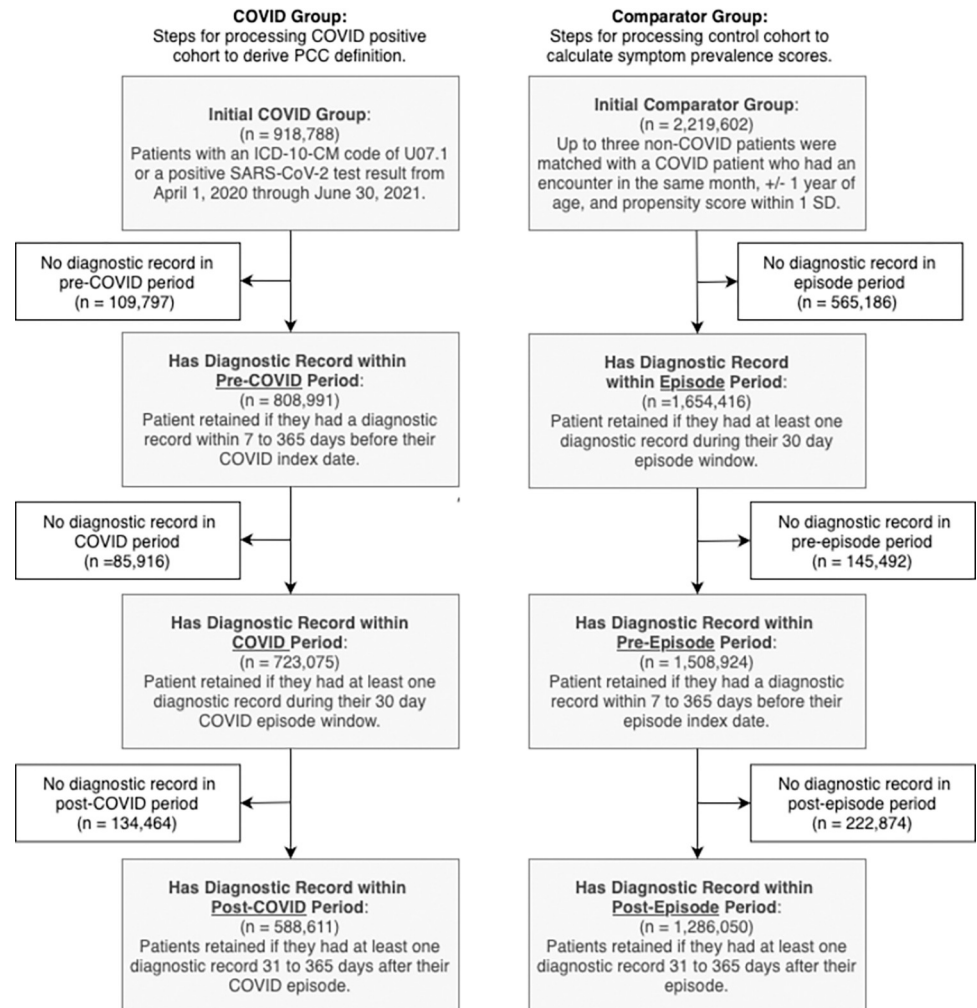 COVID Group:
Steps for processing COVID positive
cohort to derive PCC definition.
Initial COVID Group:
(n = 918,788)
Patients with an ICD-10-CM code of U07.1
or a positive SARS-CoV-2 test result from
April 1, 2020 through June 30, 2021.
No diagnostic record in
pre-COVID period
(n = 109,797)
Has Diagnostic Record within
Pre-COVID Period:
(n = 808,991)
Patient retained if they had a diagnostic
record within 7 to 365 days before their
COVID index date.
No diagnostic record in
COVID period
(n =85,916)
Has Diagnostic Record within
COVID Period:
(n = 723,075)
Patient retained if they had at least one
diagnostic record during their 30 day
COVID episode window.
No diagnostic record in
post-COVID period
(n = 134,464)
Has Diagnostic Record within
Post-COVID Period:
(n = 588,611)
Patients retained if they had at least one
diagnostic record 31 to 365 days after their
COVID episode.
Comparator Group:
Steps for processing control cohort to
calculate symptom prevalence scores.
Initial Comparator Group:
(n = 2,219,602)
Up to three non-COVID patients were
matched with a COVID patient who had an
encounter in the same month, +/- 1 year of
age, and propensity score within 1 SD.
No diagnostic record in
episode period
(n = 565,186)
Has Diagnostic Record
within Episode Period:
(n =1,654,416)
Patient retained if they had at least one
diagnostic record during their 30 day
episode window.
No diagnostic record in
pre-episode period
(n = 145,492)
Has Diagnostic Record within
Pre-Episode Period:
(n = 1,508,924)
Patient retained if they had a diagnostic
record within 7 to 365 days before their
episode index date.
No diagnostic record in
post-episode period
(n = 222,874)
Has Diagnostic Record within
Post-Episode Period:
(n = 1,286,050)
Patients retained if they had at least one
diagnostic record 31 to 365 days after their
episode.